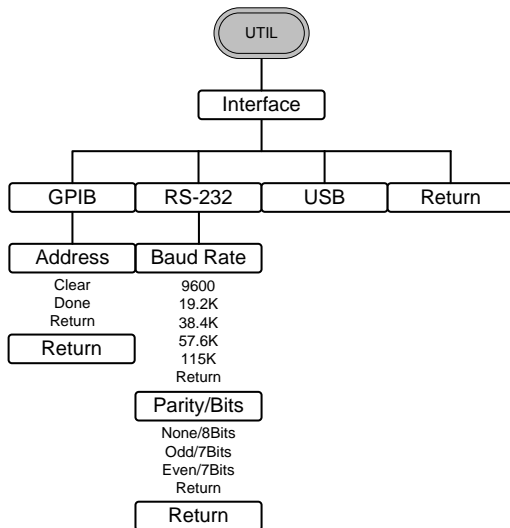 UTIL
Interface
GPIB
RS-232
USB
Return
Address
Clear
Done
Return
Return
Baud Rate
9600
19.2K
38.4K
57.6K
115K
Return
Parity/Bits
None/8Bits
Odd/7Bits
Even/7Bits
Return
Return